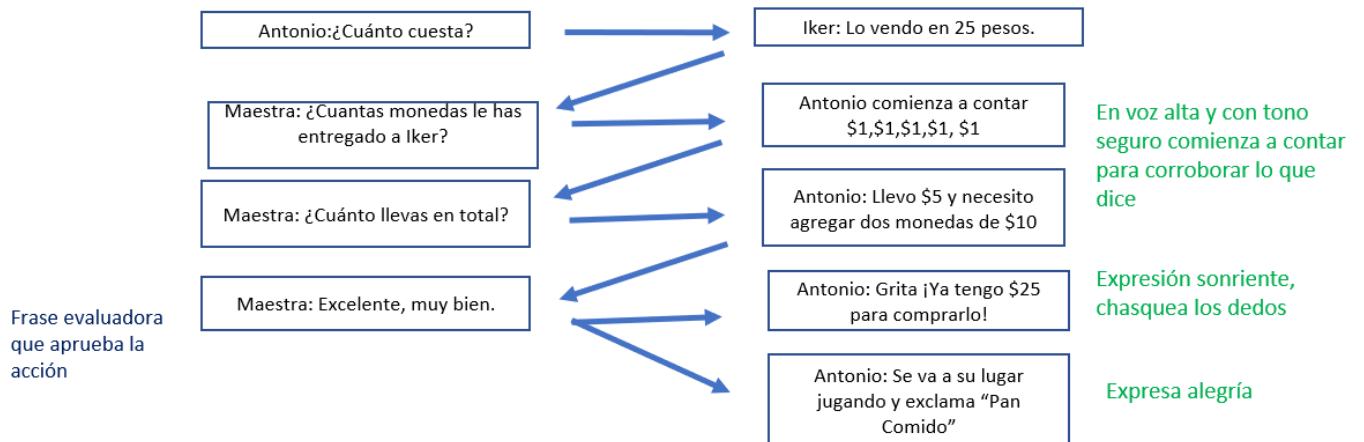 Antonio:¿Cuánto cuesta?
Iker: Lo vendo en 25 pesos.
Maestra: ¿Cuantas monedas le has
entregado a Iker?
Antonio comienza a contar
$1,$1,$1,$1, $1
En voz alta y con tono
seguro comienza a contar
para corroborar lo que
dice
Maestra: ¿Cuánto llevas en total?
Antonio: Llevo $5 y necesito
agregar dos monedas de $10
Maestra: Excelente, muy bien.
Frase evaluadora
que aprueba la
acción
Antonio: Grita ¡Ya tengo $25
para comprarlo!
Expresión sonriente,
chasquea los dedos
Antonio: Se va a su lugar
jugando y exclama “Pan
Comido”
Expresa alegría